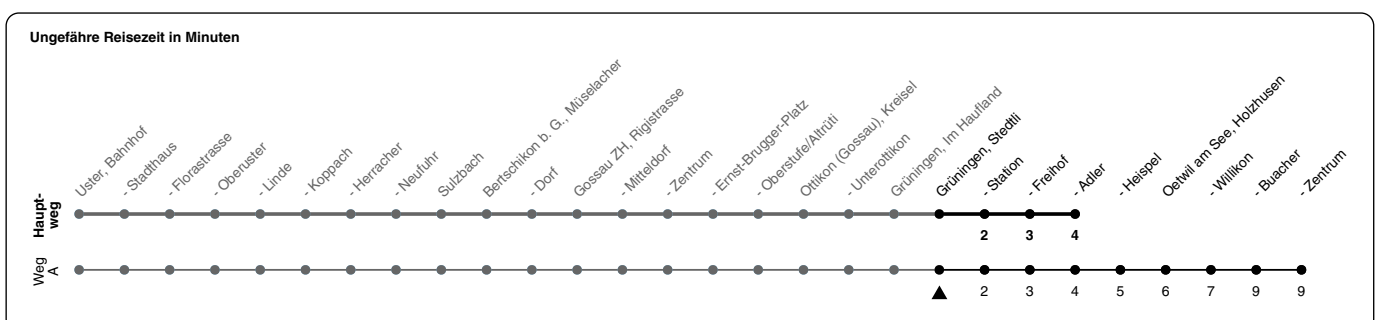 Ungefähre Reisezeit in Minuten
Uster, Bahnhof
- Stadthaus
- Florastrasse
- Oberuster
- Linde
- Koppach
- Herracher
- Neufuhr
Sulzbach
Bertschikon b. G., Müselacher
- Dorf
Gossau ZH, Rigistrasse
- Mitteldorf
- Zentrum
- Ernst-Brugger-Platz
- Oberstufe/Altrüti
Ottikon (Gossau), Kreisel
- Unterottikon
Grüningen, Im Haufland
Grüningen, Stedtli
- Station
- Freihof
- Adler
- Heispel
Oetwil am See, Holzhusen
- Willikon
- Buacher
- Zentrum
Haupt-
weg
2 3 4
Weg
A
2 3 4 5 6 7 9 9